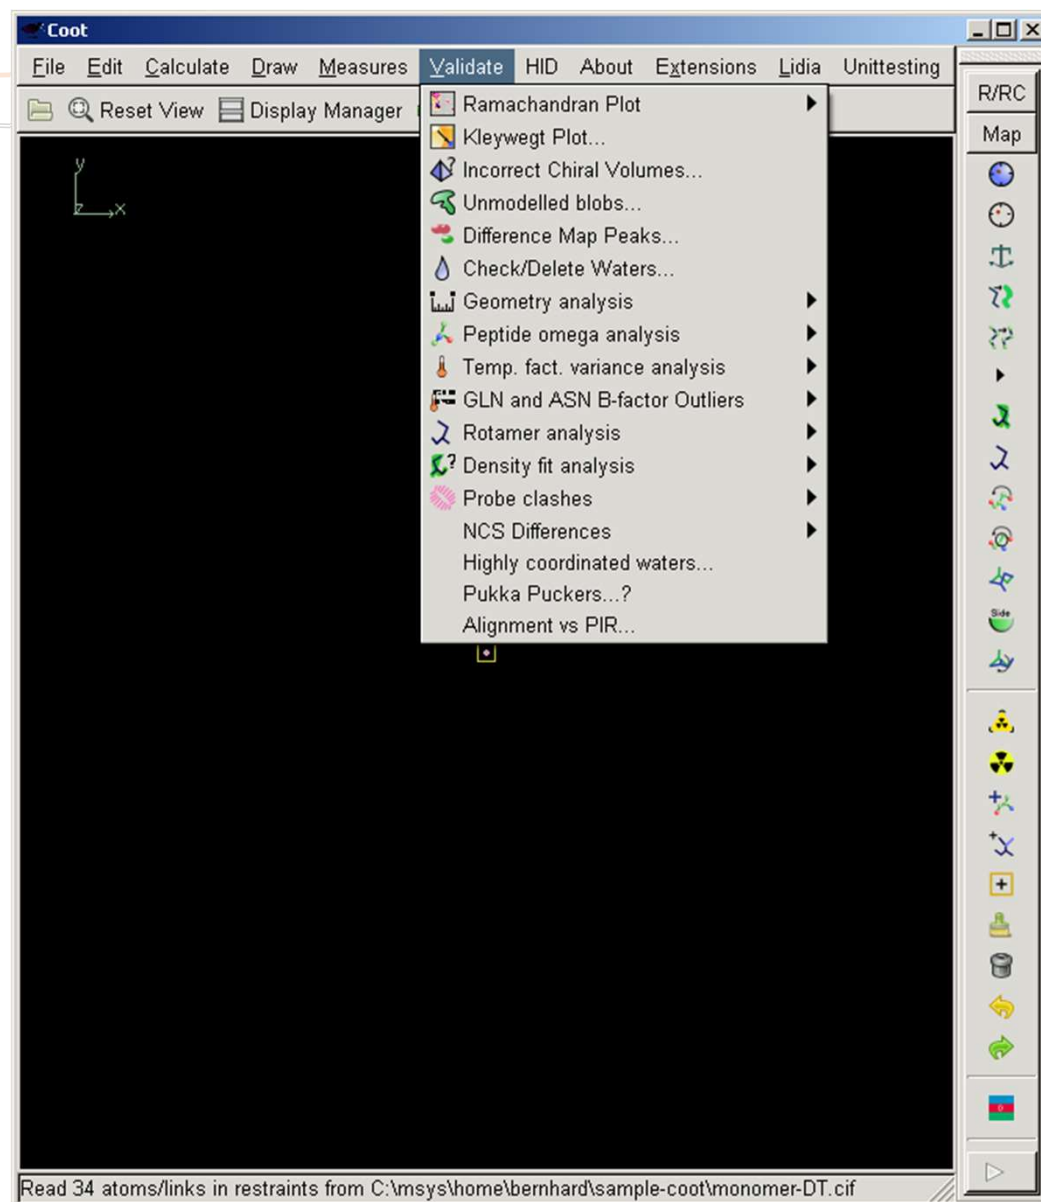 Coot
File Edit Calculate Draw Measures Validate HID About Extensions Lidia Unittesting
R/RC
Reset View Display Manager
Map
Ramachandran Plot
Kleywegt Plot...
Incorrect Chiral Volumes...
Unmodelled blobs...
Difference Map Peaks...
Check/Delete Waters...
Geometry analysis
Peptide omega analysis
Temp. fact. variance analysis
GLN and ASN B-factor Outliers
Rotamer analysis
Density fit analysis
Probe clashes
NCS Differences
Highly coordinated waters...
Pukka Puckers...?
Alignment vs PIR...
y
z x
Side
Read 34 atoms/links in restraints from C:\msys\home\bernhard\sample-coot\monomer-DT.cif